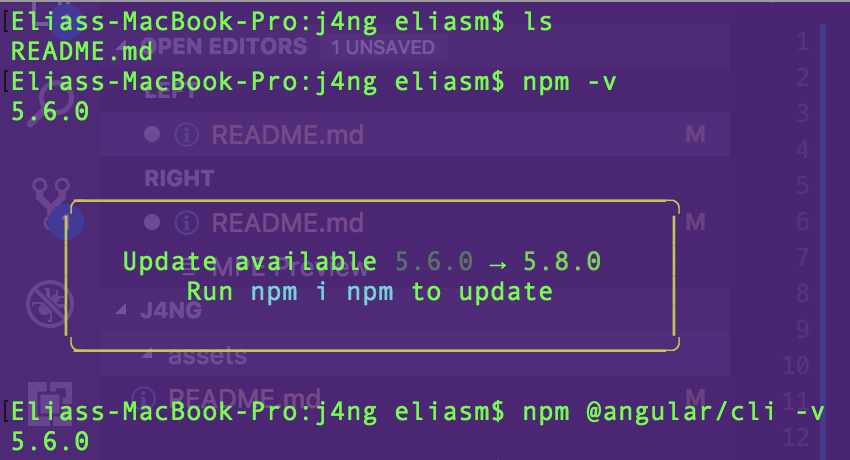 Eliass-MacBook-Pro:j4ng eliasm$ ls
README.md
OPEN EDITORS 1 UNSAVED
Eliass-MacBook-Pro:j4ng eliasm$ npm -v
LEFT
5.6.0
README.md M
RIGHT
README.md M
Update available 5.6.0 → 5.8.0
Preview
Run npm i npm to update
J4NG
assets
README.md M
Eliass-MacBook-Pro:j4ng eliasm$ npm @angular/cli -v
5.6.0
1
2
3
4
5
6
7
8
9
10
11
12